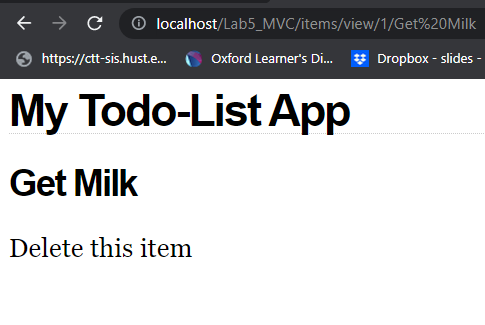 localhost/Lab5_MVC/items/view/1/Get%20Milk
https://ctt-sis.hust.e... Oxford Learner's Di... Dropbox - slides -
My Todo-List App
Get Milk
Delete this item